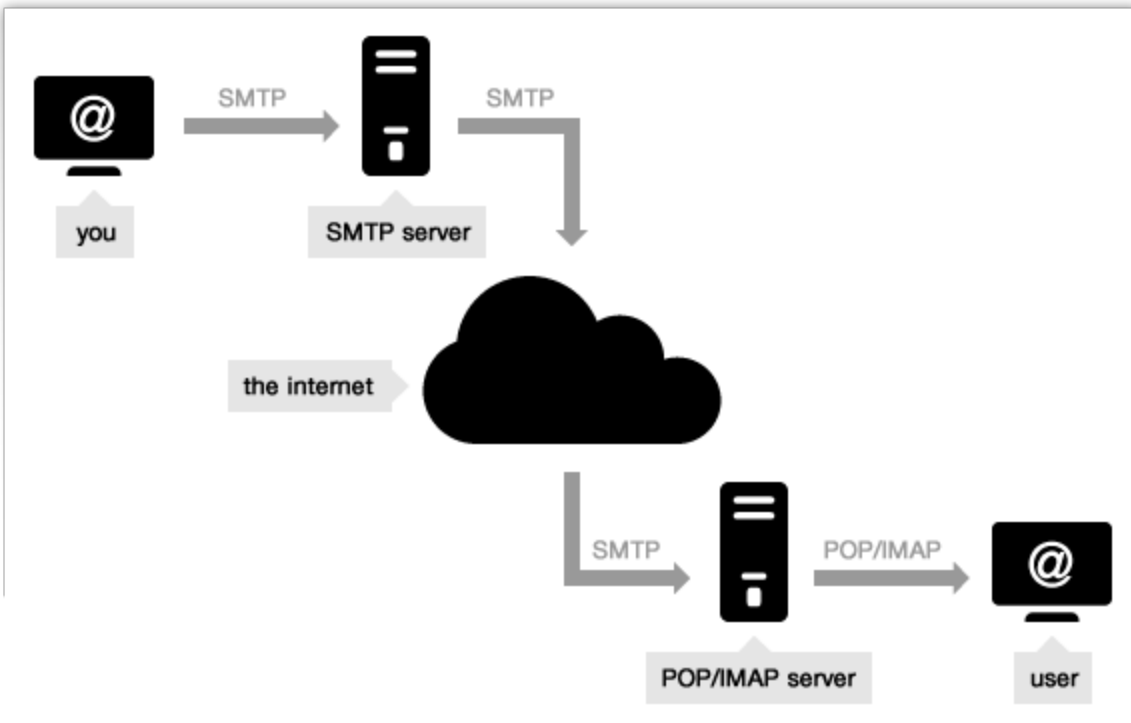 @
SMTP
SMTP
you
SMTP server
the internet
SMTP
POP/IMAP
@
POP/IMAP server
user